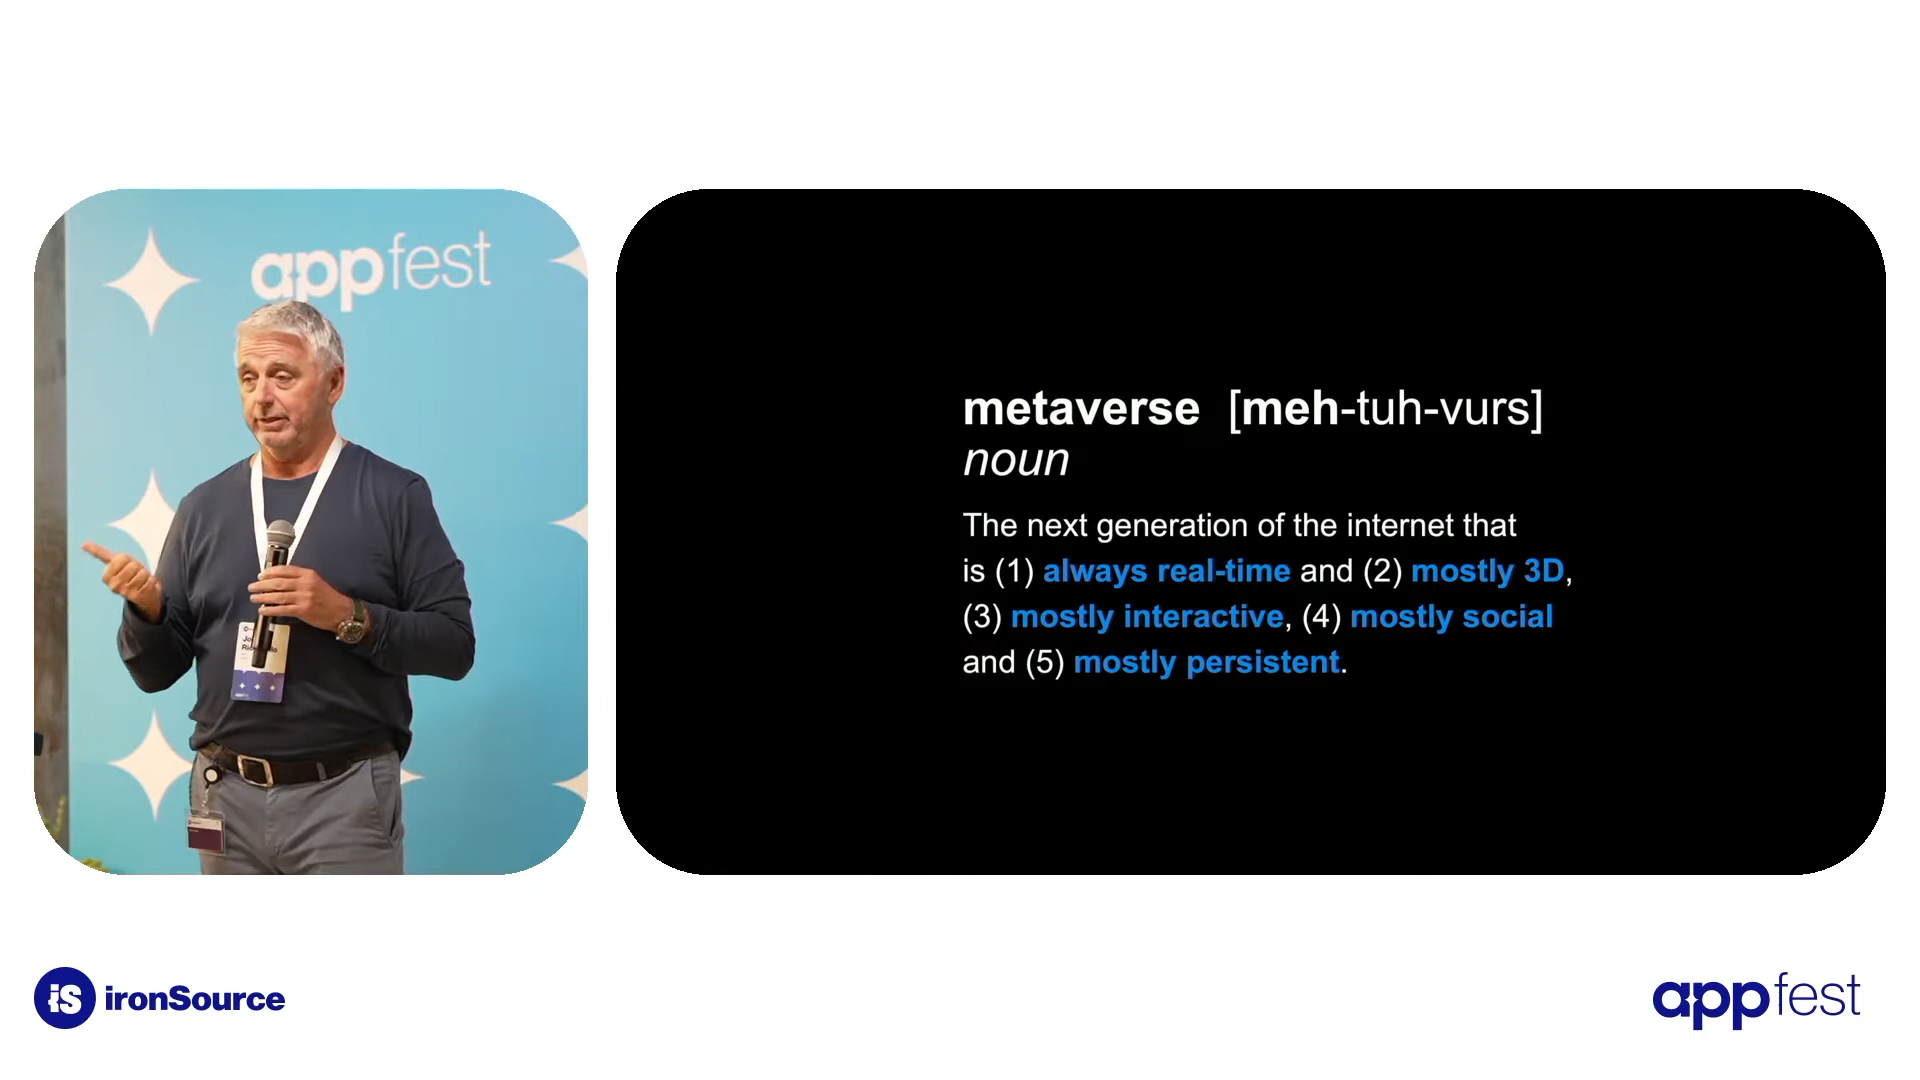 appfest
metaverse [meh-tuh-vurs]
noun
The next generation of the internet that
is (1) always real-time and (2) mostly 3D,
(3) mostly interactive, (4) mostly social
and (5) mostly persistent.
iS ironSource
appfest